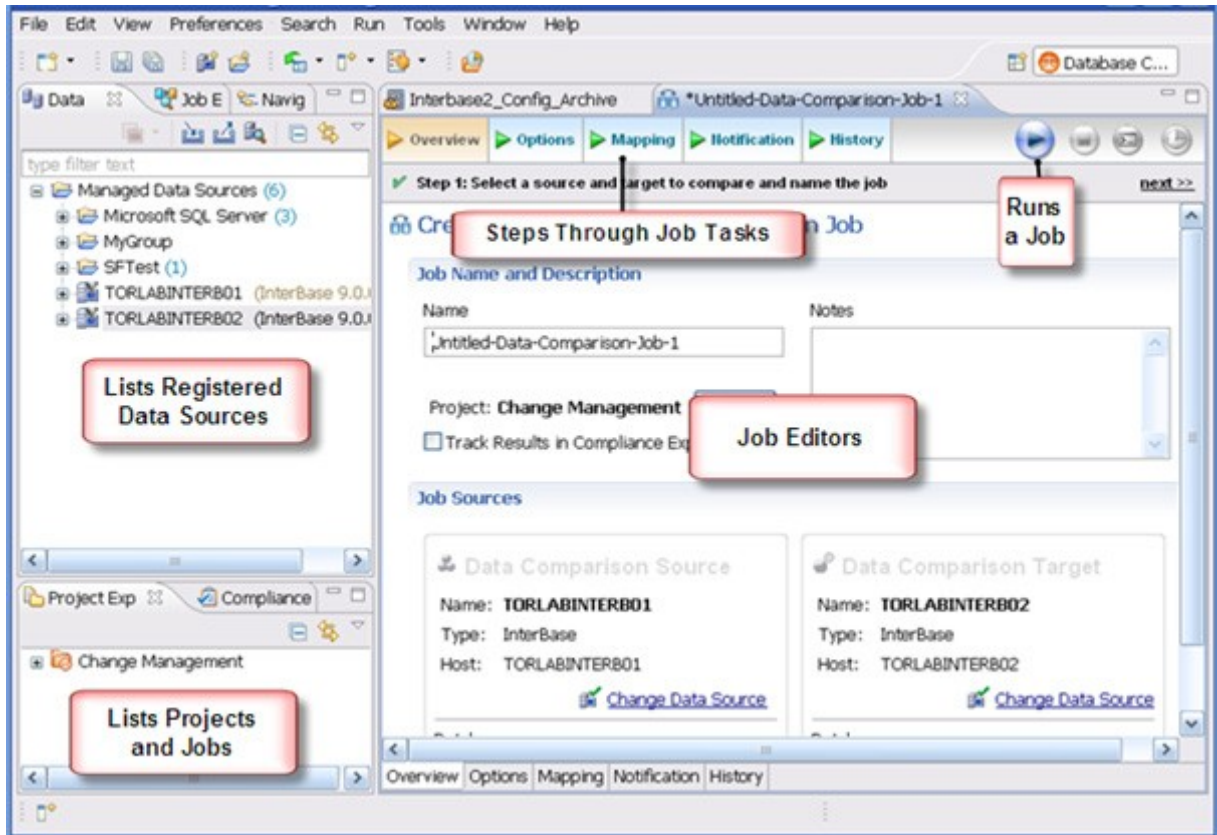 File Edit View Preferences Search Run Tools Window Help
Database C...
Data Job E Navig
Interbase2_Config_Archive *Untitled-Data-Comparison-Job-1
type filter text
Overview Options Mapping Notification History
Managed Data Sources (6)
Microsoft SQL Server (3)
MyGroup
SFTest (1)
TORLABINTERB01 (InterBase 9.0.
TORLABINTERB02 (InterBase 9.0.
Lists Registered
Data Sources
Step 1: Select a source and target to compare and name the job
next >>
Steps Through Job Tasks
Runs
a Job
Cre
n Job
Job Name and Description
Name
Notes
Untitled-Data-Comparison-Job-1
Project: Change Management
Track Results in Compliance Exp
Job Editors
Job Sources
Data Comparison Source
Name: TORLABINTERB01
Type: InterBase
Host: TORLABINTERB01
Change Data Source
Data Comparison Target
Name: TORLABINTERB02
Type: InterBase
Host: TORLABINTERB02
Change Data Source
Project Exp Compliance
Change Management
Lists Projects
and Jobs
Overview Options Mapping Notification History